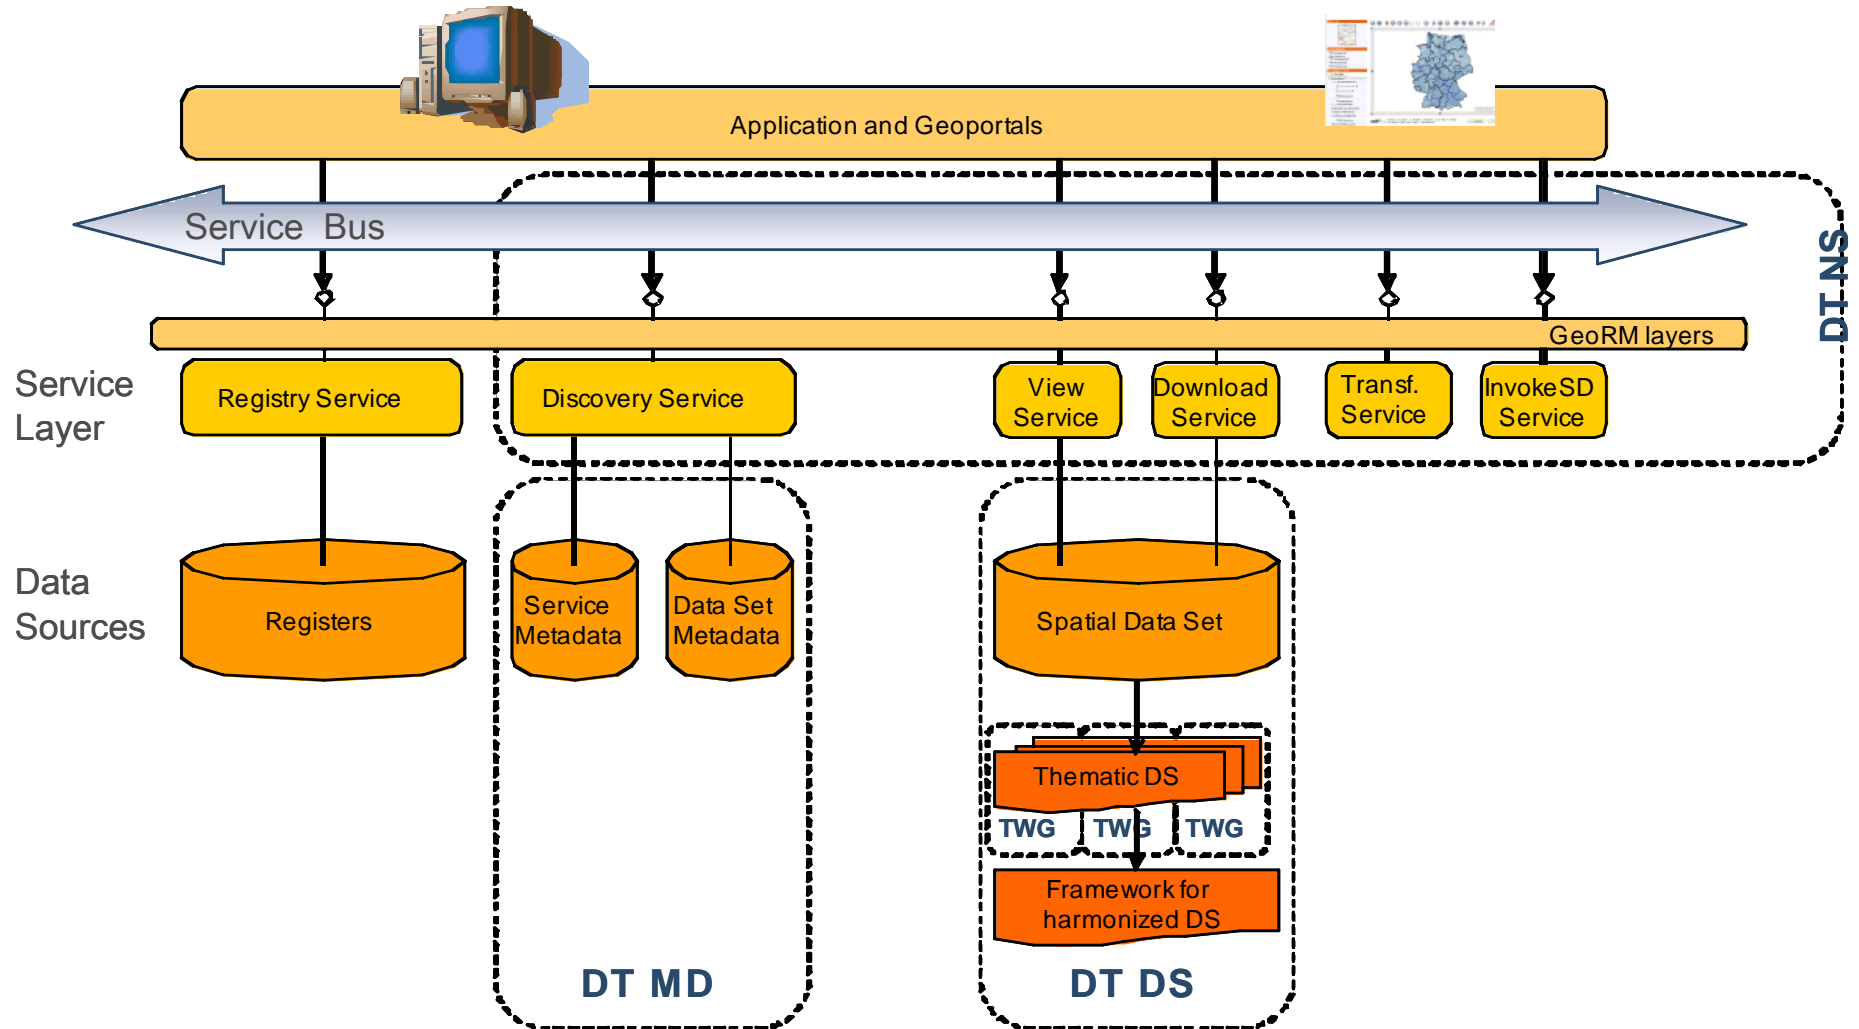 Application and Geoportals
Service Bus
DT NS
GeoRM layers
Service
Layer
Registry Service
Discovery Service
View
Service
Download
Service
Transf.
Service
InvokeSD
Service
Data
Sources
Registers
Service
Metadata
Data Set
Metadata
Spatial Data Set
Thematic DS
TWG
TWG
TWG
Framework for
harmonized DS
DT MD
DT DS